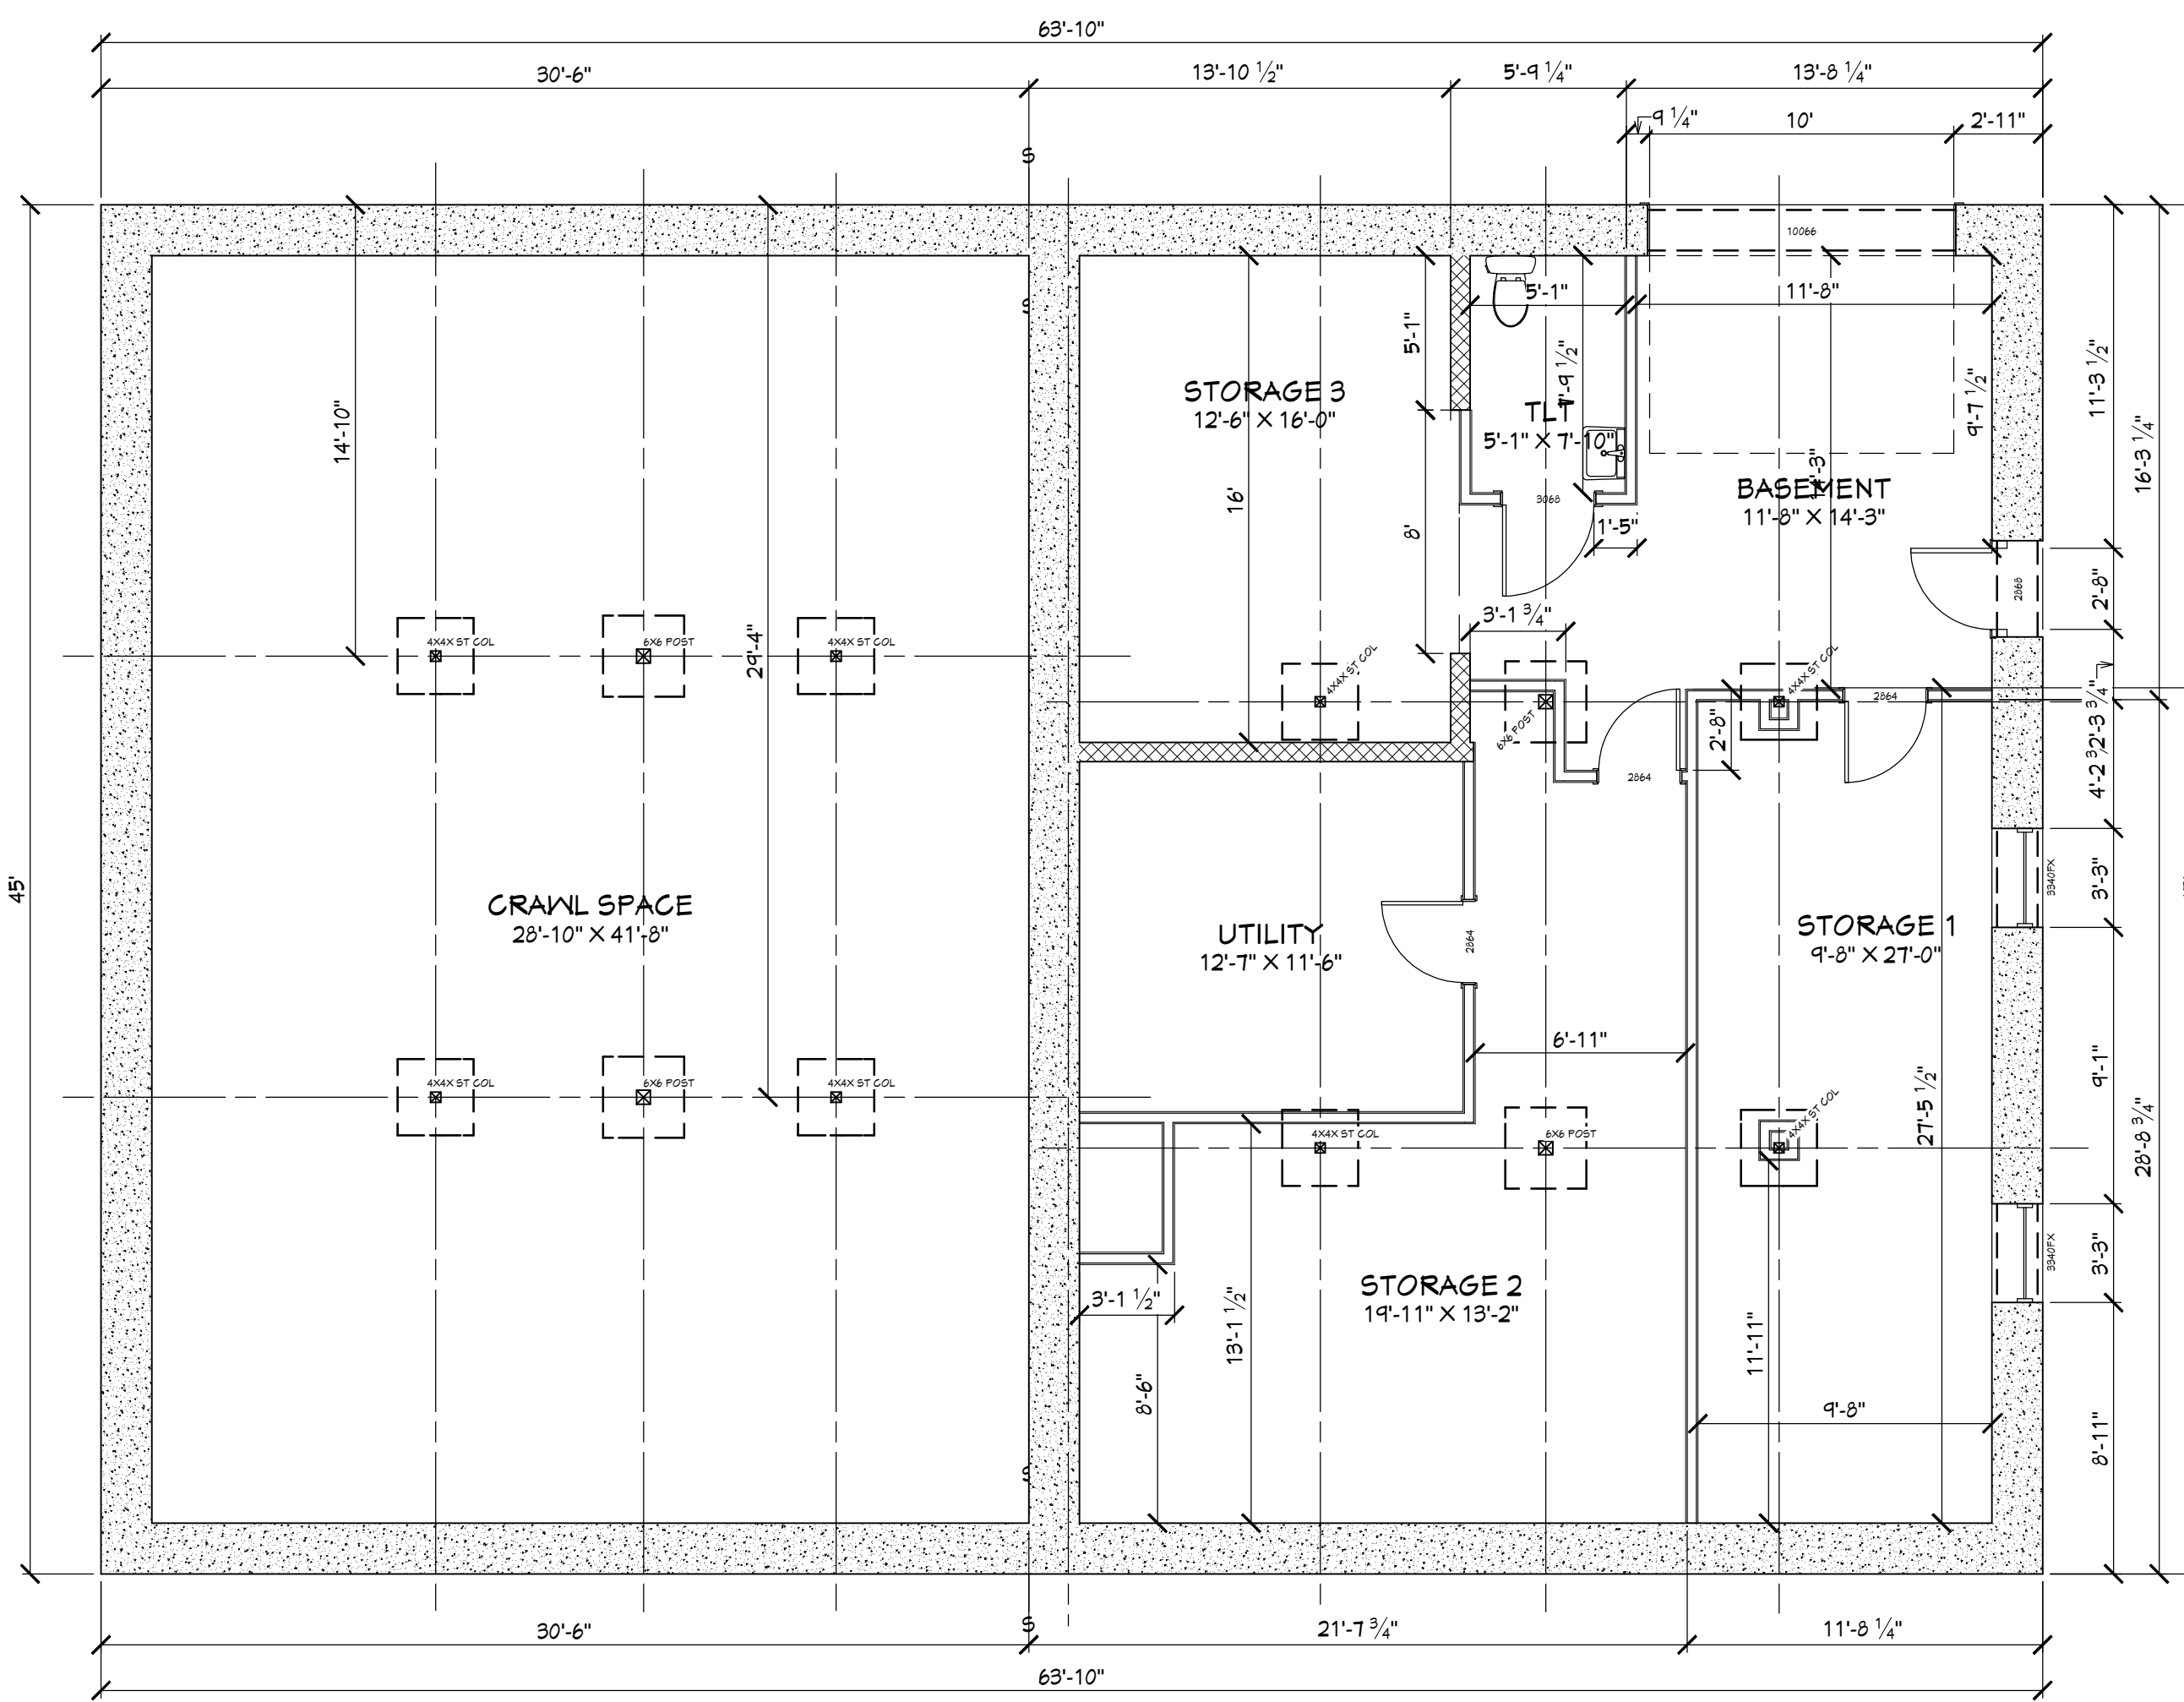 63'-10"
30'-6"
13'-10 1/2"
5'-9 1/4"
13'-8 1/4"
9 1/4"
10'
2'-11"
S
10066
S
5'-1"
11'-8"
5'-1"
9'-7 1/2"
11'-3 1/2"
14'-10"
STORAGE 3
12'-6" X 16'-0"
TLT
5'-1" X 7'-10"
16'-3 1/4"
16'
8'
3068
1'-5"
14'-3"
BASEMENT
11'-8" X 14'-3"
2868
2'-8"
3'-1 3/4"
4X4X ST COL
6X6 POST
4X4X ST COL
29'-4"
4X4X ST COL
6X6 POST
4X4X ST COL
2864
2'-3 3/4"
2'-8"
2864
45'
CRAWL SPACE
28'-10" X 41'-8"
UTILITY
12'-7" X 11'-6"
2864
STORAGE 1
9'-8" X 27'-0"
3340FX
3'-3"
6'-11"
9'-1"
4X4X ST COL
6X6 POST
4X4X ST COL
4X4X ST COL
6X6 POST
4X4X ST COL
27'-5 1/2"
28'-8 3/4"
3340FX
3'-3"
STORAGE 2
19'-11" X 13'-2"
3'-1 1/2"
13'-1 1/2"
11'-11"
8'-6"
9'-8"
8'-11"
S
S
30'-6"
21'-7 3/4"
11'-8 1/4"
63'-10"